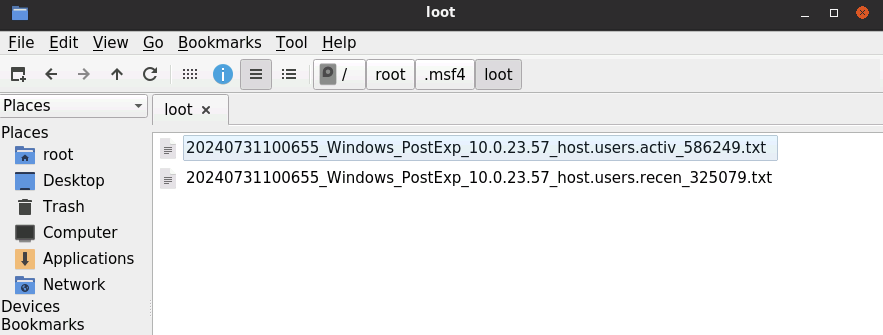 loot
File Edit View Go Bookmarks Tool Help
/ root .msf4 loot
Places
loot
Places
root
Desktop
Trash
Computer
Applications
Network
Devices
Bookmarks
20240731100655_Windows_PostExp_10.0.23.57_host.users.activ_586249.txt
20240731100655_Windows_PostExp_10.0.23.57_host.users.recen_325079.txt